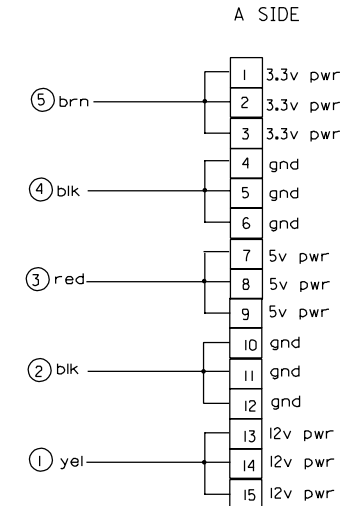 A SIDE
1 3.3v pwr
5 brn 2 3.3v pwr
3 3.3v pwr
4 gnd
4 blk 5 gnd
6 gnd
7 5v pwr
3 red 8 5v pwr
9 5v pwr
10 gnd
2 blk 11 gnd
12 gnd
13 12v pwr
1 yel 14 12v pwr
15 12v pwr